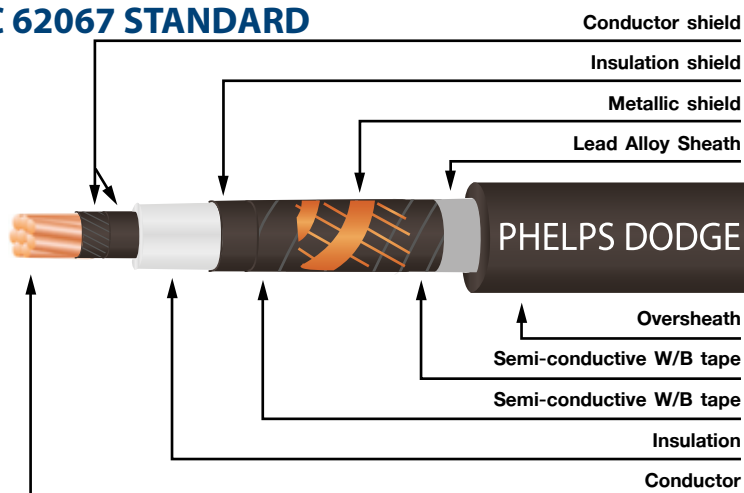 C 62067 STANDARD
Conductor shield
Insulation shield
Metallic shield
Lead Alloy Sheath
PHELPS DODGE
Oversheath
Semi-conductive W/B tape
Semi-conductive W/B tape
Insulation
Conductor